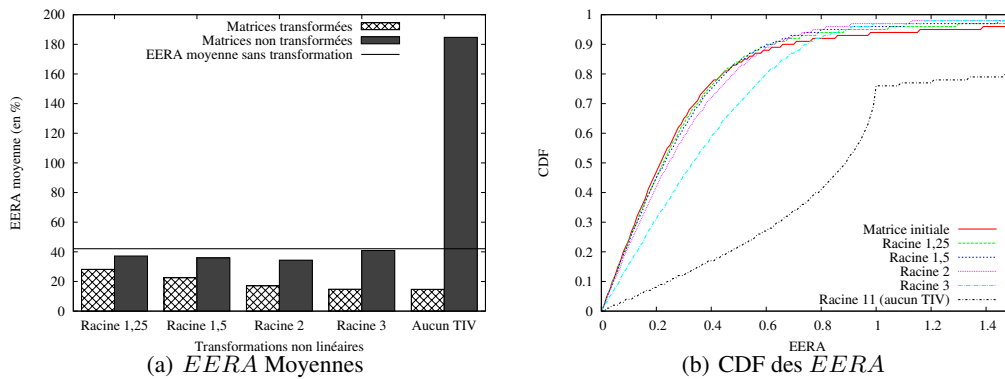 Matrices transformées
Matrices non transformées
EERA moyenne sans transformation
EERA moyenne (en %)
200
180
160
140
120
100
80
60
40
20
0
Racine 1,25
Racine 1,5
Racine 2
Racine 3
Aucun TIV
Transformations non linéaires
(a) EERA Moyennes
CDF
1
0.9
0.8
0.7
0.6
0.5
0.4
0.3
0.2
0.1
0
Matrice initiale
Racine 1,25
Racine 1,5
Racine 2
Racine 3
Racine 11 (aucun TIV)
0
0.2
0.4
0.6
0.8
1
1.2
1.4
EERA
(b) CDF des EERA